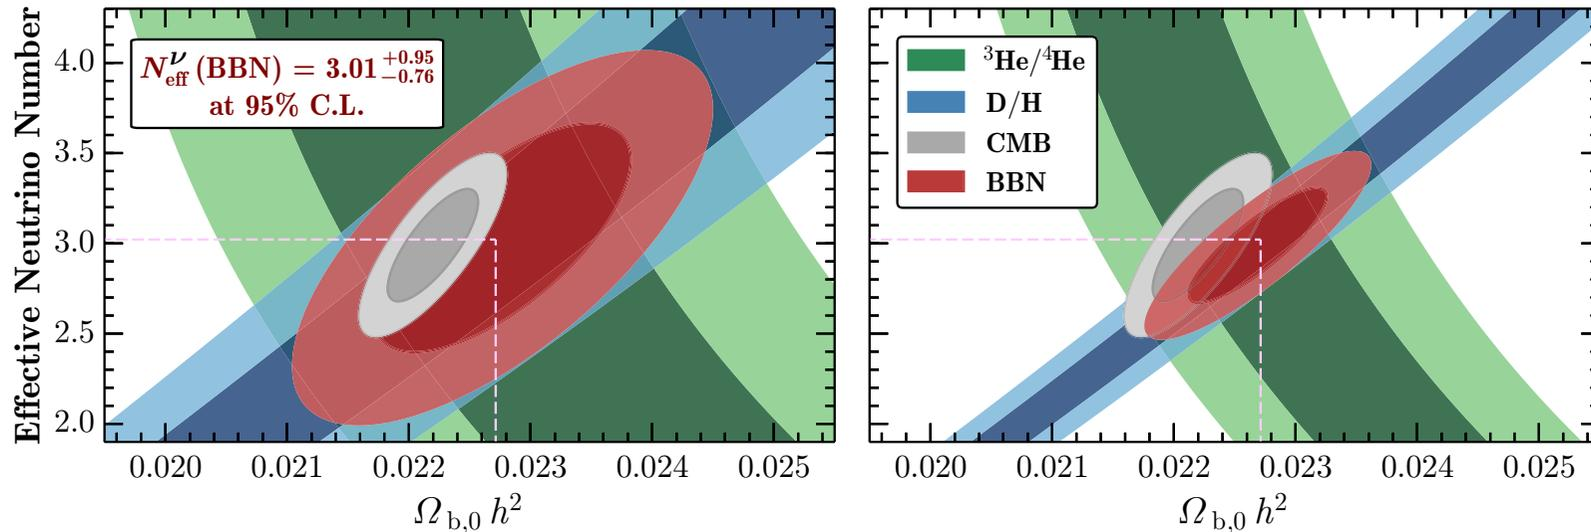 Effective Neutrino Number
4.0
3.5
3.0
2.5
2.0
N_eff^ν (BBN) = 3.01 +0.95 −0.76
at 95% C.L.
0.020 0.021 0.022 0.023 0.024 0.025
Ω_b,0 h²
³He/⁴He
D/H
CMB
BBN
0.020 0.021 0.022 0.023 0.024 0.025
Ω_b,0 h²